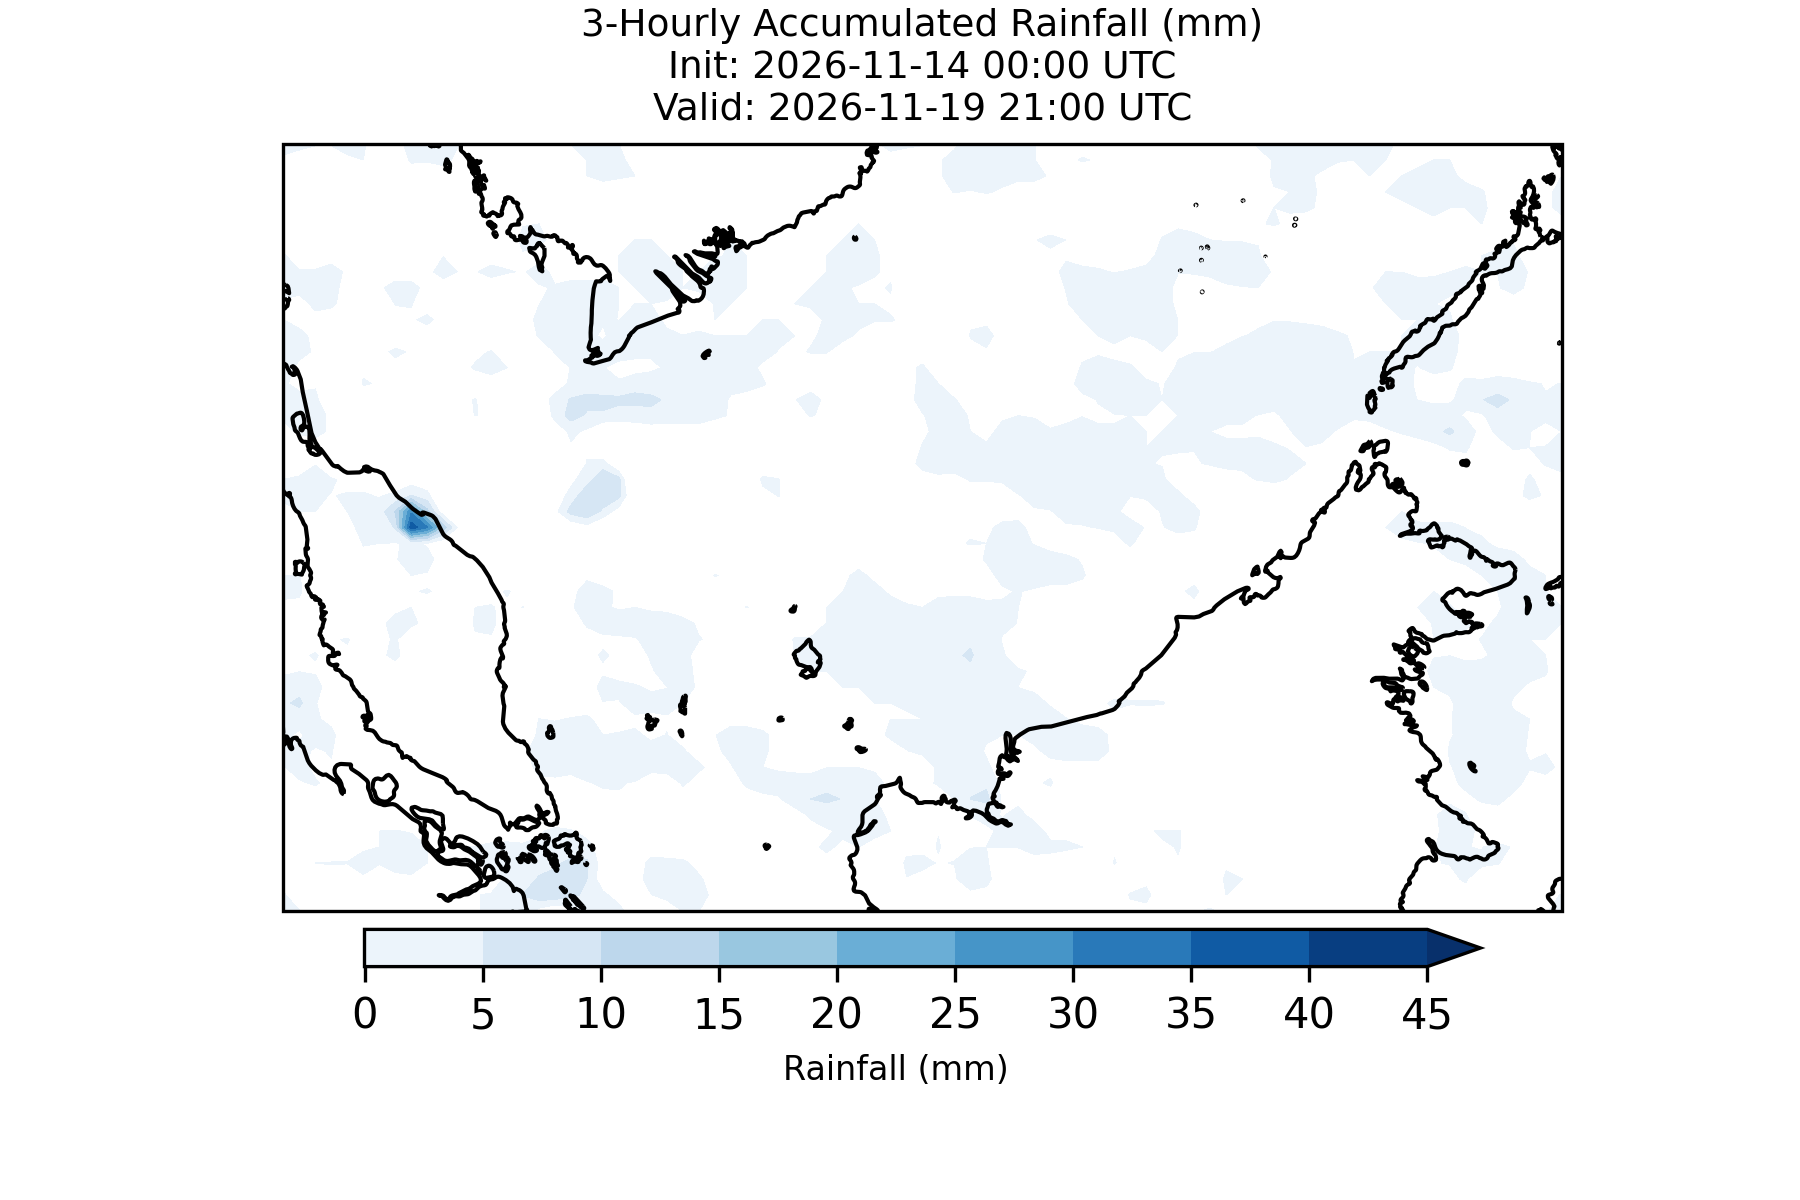 3-Hourly Accumulated Rainfall (mm)
Init: 2026-11-14 00:00 UTC
Valid: 2026-11-19 21:00 UTC
0 5 10 15 20 25 30 35 40 45
Rainfall (mm)